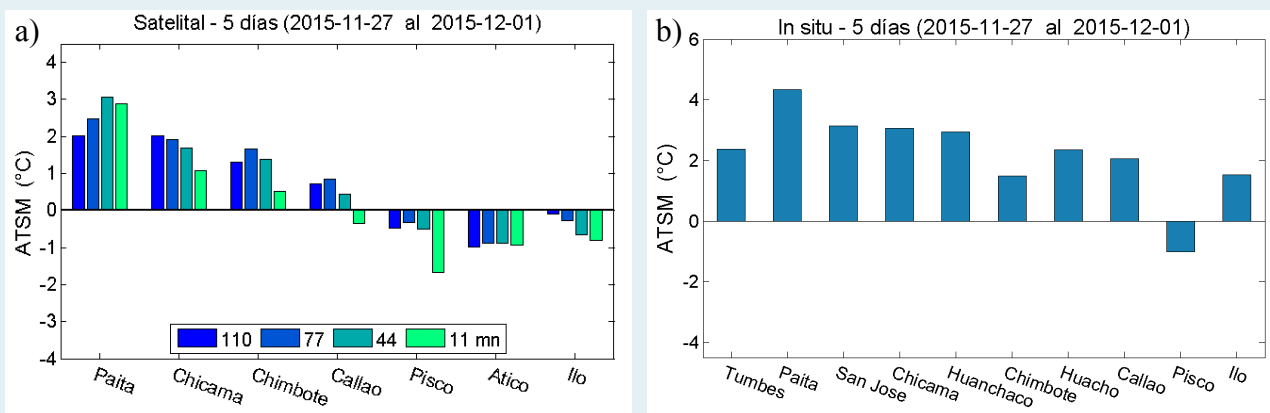 a)
Satelital - 5 días (2015-11-27 al 2015-12-01)
ATSM (°C)
4
3
2
1
0
-1
-2
-3
-4
110 77 44 11 mn
Paita Chicama Chimbote Callao Pisco Atico Ilo
b)
In situ - 5 días (2015-11-27 al 2015-12-01)
ATSM (°C)
6
4
2
0
-2
-4
Tumbes Paita San Jose Chicama Huanchaco Chimbote Huacho Callao Pisco Ilo